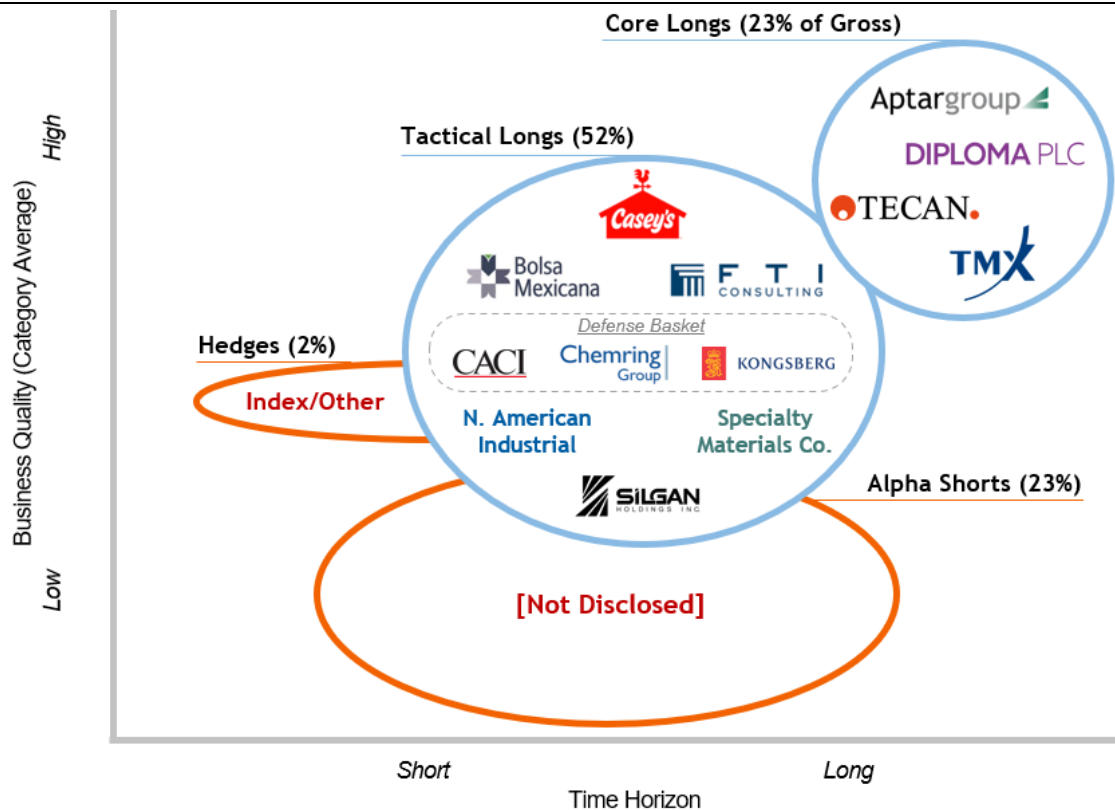 Core Longs (23% of Gross)
Aptargroup
DIPLOMA PLC
TECAN.
TMX
Tactical Longs (52%)
Casey's
Bolsa
Mexicana
F T I
CONSULTING
Defense Basket
CACI
Chemring
Group
KONGSBERG
N. American
Industrial
Specialty
Materials Co.
SiLGAN
HOLDINGS INC
Hedges (2%)
Index/Other
Alpha Shorts (23%)
[Not Disclosed]
Business Quality (Category Average)
High
Low
Short
Long
Time Horizon